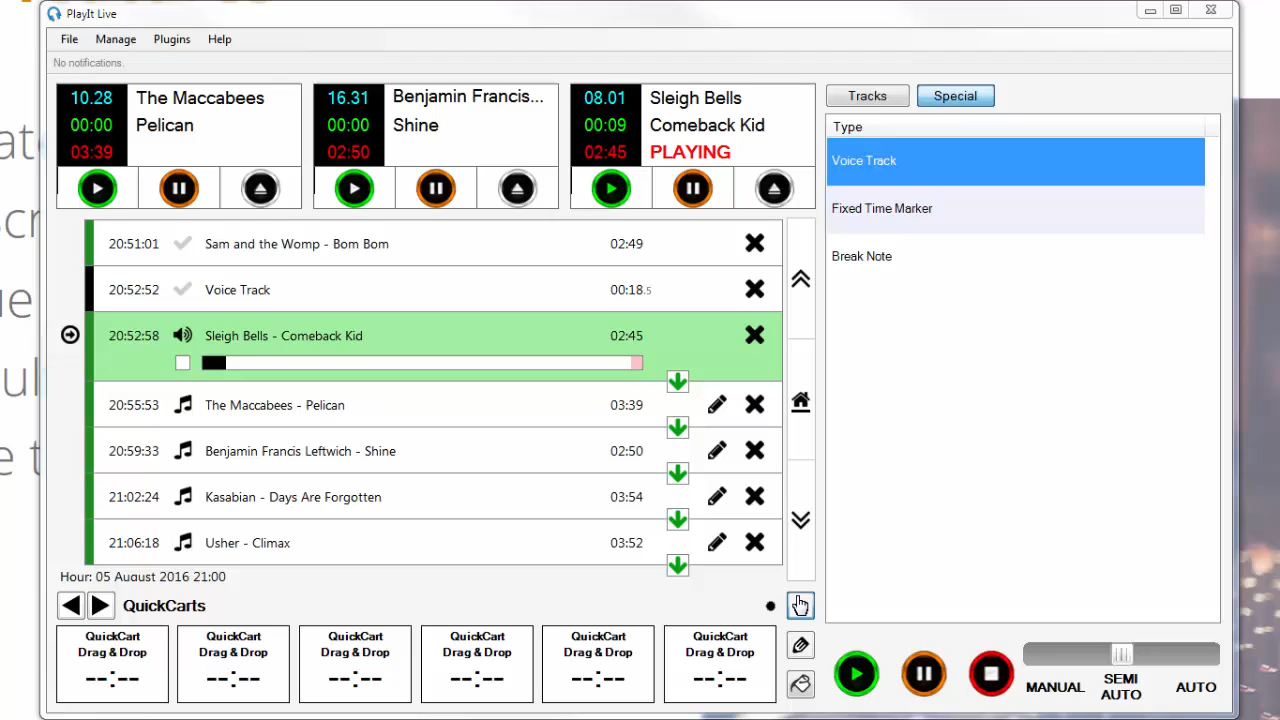 PlayIt Live
File Manage Plugins Help
No notifications.
10.28 The Maccabees
00:00 Pelican
03:39
16.31 Benjamin Francis...
00:00 Shine
02:50
08.01 Sleigh Bells
00:09 Comeback Kid
02:45 PLAYING
Tracks Special
Type
Voice Track
Fixed Time Marker
Break Note
20:51:01 Sam and the Womp - Bom Bom 02:49
20:52:52 Voice Track 00:18.5
20:52:58 Sleigh Bells - Comeback Kid 02:45
20:55:53 The Maccabees - Pelican 03:39
20:59:33 Benjamin Francis Leftwich - Shine 02:50
21:02:24 Kasabian - Days Are Forgotten 03:54
21:06:18 Usher - Climax 03:52
Hour: 05 August 2016 21:00
QuickCarts
QuickCart
Drag & Drop
--:--
QuickCart
Drag & Drop
--:--
QuickCart
Drag & Drop
--:--
QuickCart
Drag & Drop
--:--
QuickCart
Drag & Drop
--:--
QuickCart
Drag & Drop
--:--
MANUAL SEMI AUTO AUTO